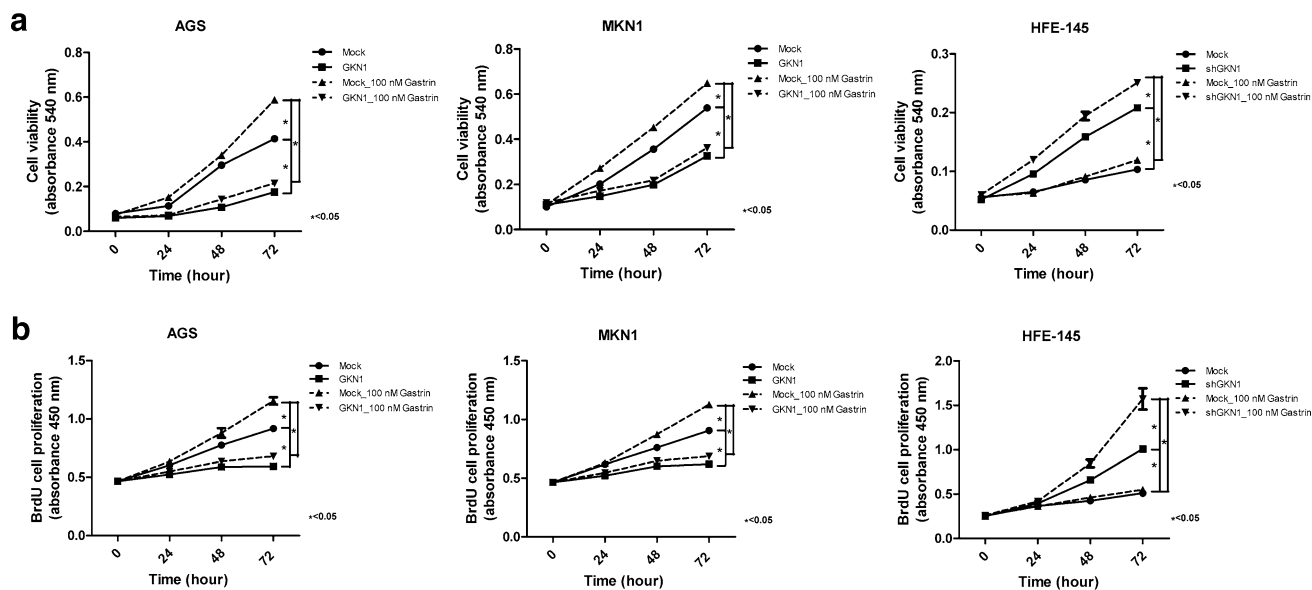 a
AGS
Cell viability
(absorbance 540 nm)
0.8
0.6
0.4
0.2
0.0
0 24 48 72
Time (hour)
Mock
GKN1
Mock_100 nM Gastrin
GKN1_100 nM Gastrin
*
*
*
*<0.05
MKN1
Cell viability
(absorbance 540 nm)
0.8
0.6
0.4
0.2
0.0
0 24 48 72
Time (hour)
Mock
GKN1
Mock_100 nM Gastrin
GKN1_100 nM Gastrin
*
*
*
*<0.05
HFE-145
Cell viability
(absorbance 540 nm)
0.3
0.2
0.1
0.0
0 24 48 72
Time (hour)
Mock
shGKN1
Mock_100 nM Gastrin
shGKN1_100 nM Gastrin
*
*
*
*<0.05
b
AGS
BrdU cell proliferation
(absorbance 450 nm)
1.5
1.0
0.5
0.0
0 24 48 72
Time (hour)
Mock
GKN1
Mock_100 nM Gastrin
GKN1_100 nM Gastrin
*
*
*
*<0.05
MKN1
BrdU cell proliferation
(absorbance 450 nm)
1.5
1.0
0.5
0.0
0 24 48 72
Time (hour)
Mock
GKN1
Mock_100 nM Gastrin
GKN1_100 nM Gastrin
*
*
*
*<0.05
HFE-145
BrdU cell proliferation
(absorbance 450 nm)
2.0
1.5
1.0
0.5
0.0
0 24 48 72
Time (hour)
Mock
shGKN1
Mock_100 nM Gastrin
shGKN1_100 nM Gastrin
*
*
*
*<0.05